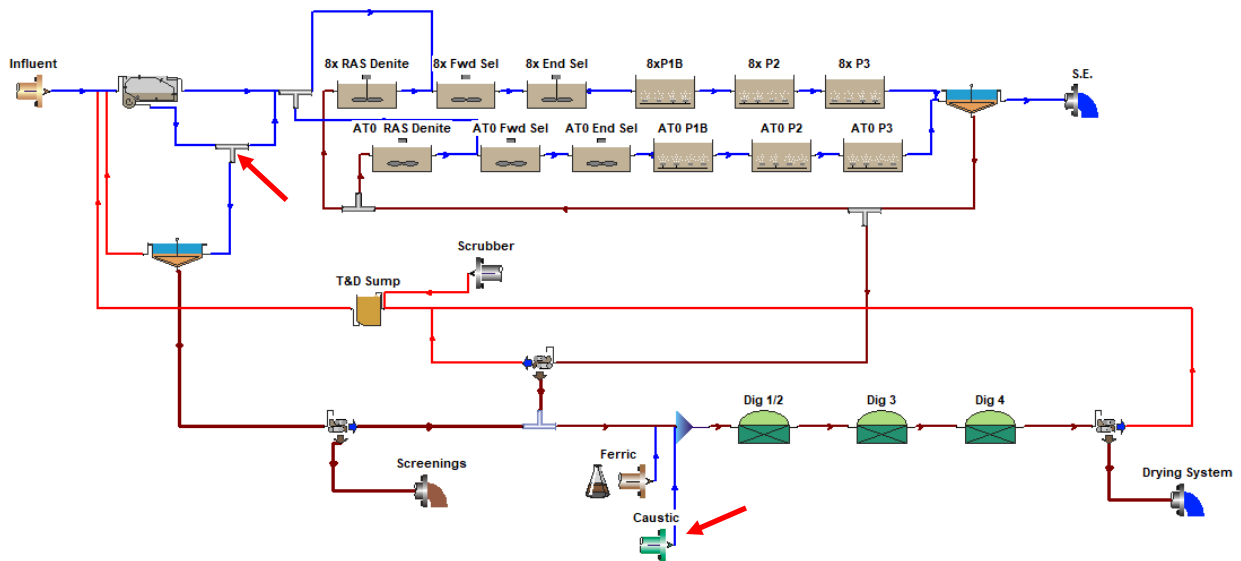 Influent
8x RAS Denite
8x Fwd Sel
8x End Sel
8xP1B
8x P2
8x P3
S.E.
AT0 RAS Denite
AT0 Fwd Sel
AT0 End Sel
AT0 P1B
AT0 P2
AT0 P3
Scrubber
T&D Sump
Dig 1/2
Dig 3
Dig 4
Ferric
Screenings
Drying System
Caustic